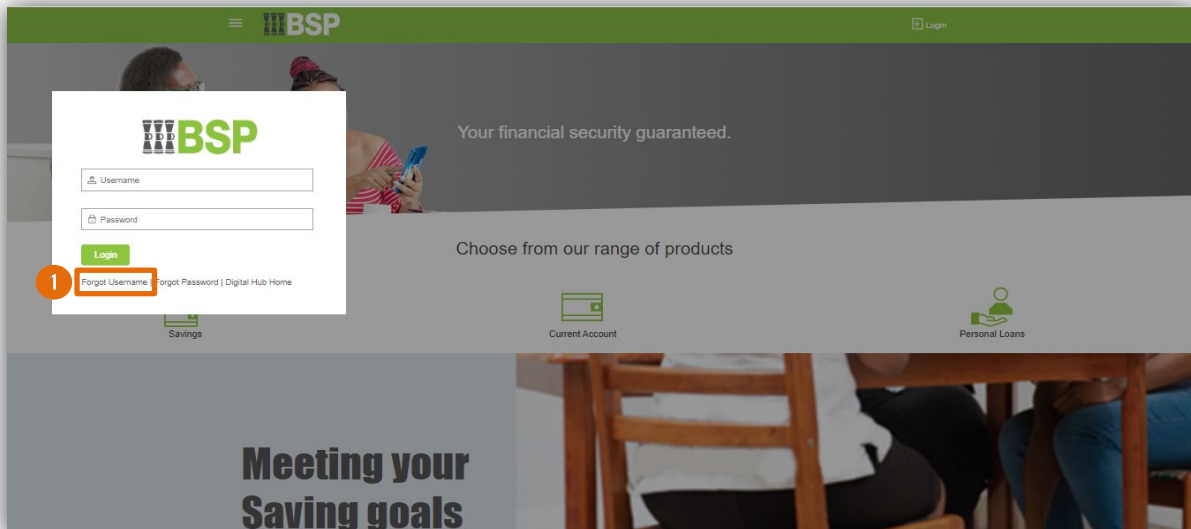 BSP
Login
Your financial security guaranteed.
BSP
Username
Password
Login
1
Forgot Username | Forgot Password | Digital Hub Home
Choose from our range of products
Savings
Current Account
Personal Loans
Meeting your
Saving goals